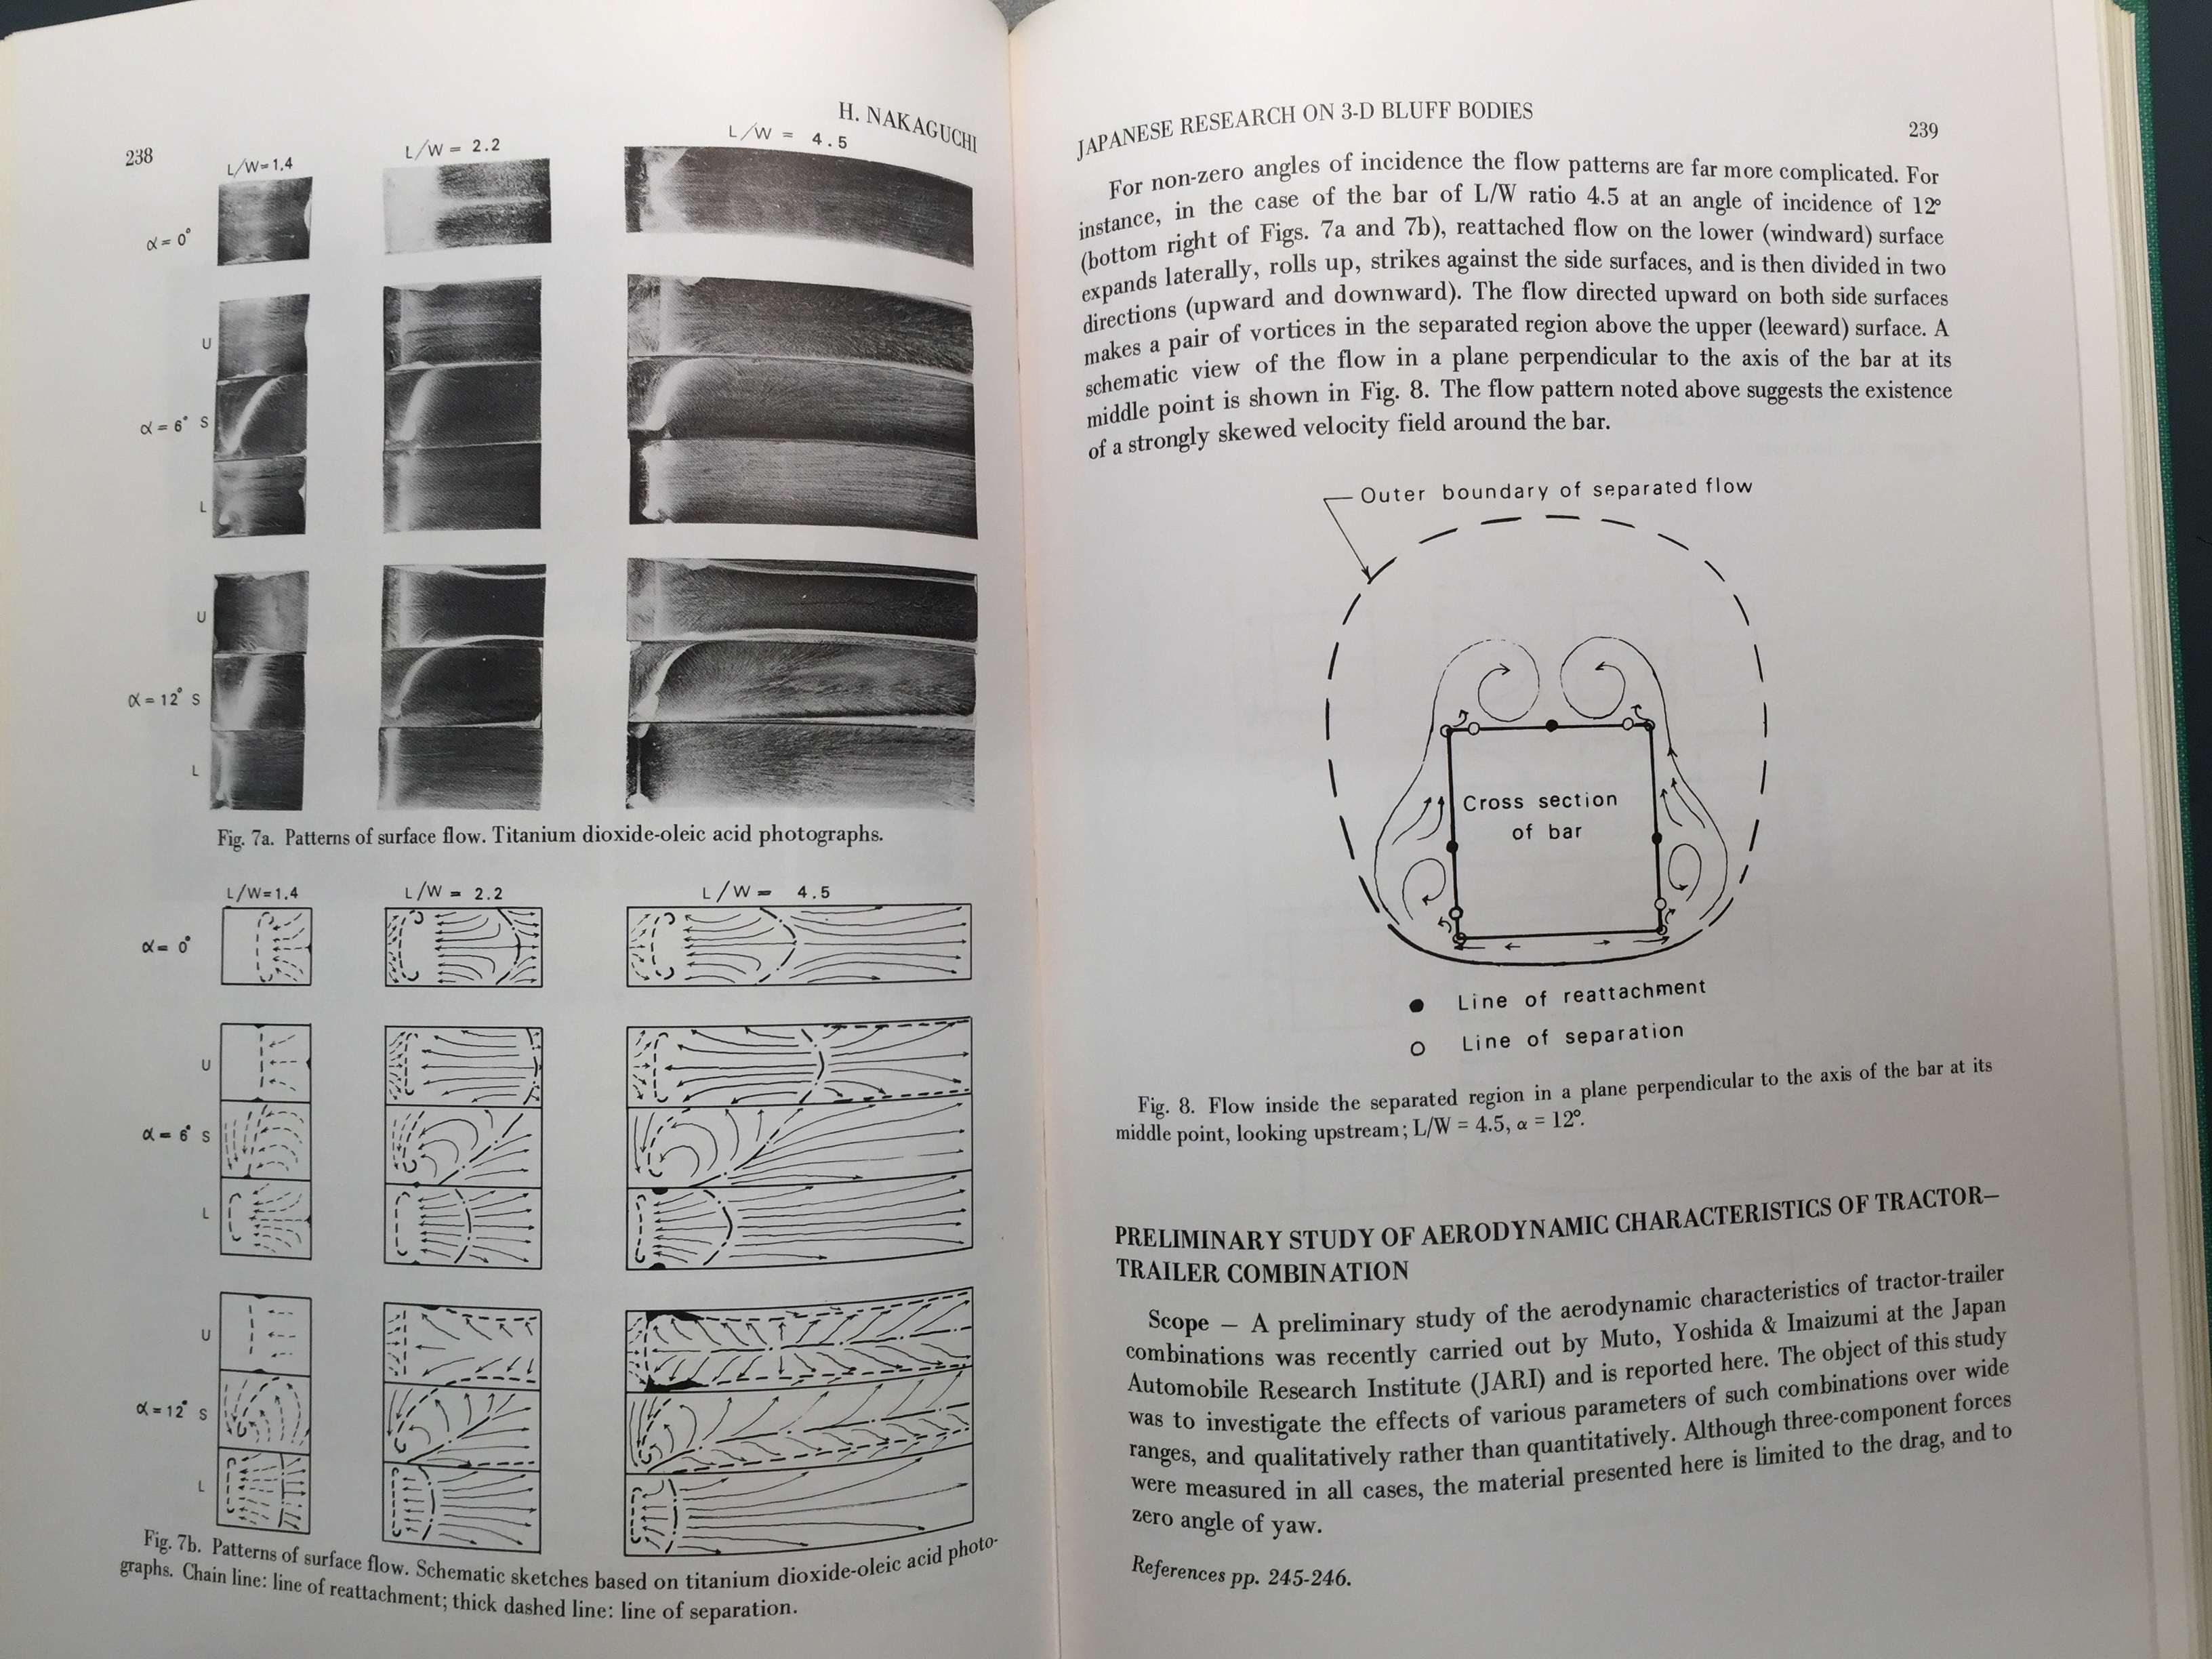 238
H. NAKAGUCHI
L/W=1.4
L/W = 2.2
L/W = 4.5
α = 0°
U
α = 6° S
L
U
α = 12° S
L
Fig. 7a. Patterns of surface flow. Titanium dioxide-oleic acid photographs.
L/W=1.4
L/W = 2.2
L/W = 4.5
α = 0°
U
α = 6° S
L
U
α = 12° S
L
Fig. 7b. Patterns of surface flow. Schematic sketches based on titanium dioxide-oleic acid photo-
graphs. Chain line: line of reattachment; thick dashed line: line of separation.
JAPANESE RESEARCH ON 3-D BLUFF BODIES
239
For non-zero angles of incidence the flow patterns are far more complicated. For
instance, in the case of the bar of L/W ratio 4.5 at an angle of incidence of 12°
(bottom right of Figs. 7a and 7b), reattached flow on the lower (windward) surface
expands laterally, rolls up, strikes against the side surfaces, and is then divided in two
directions (upward and downward). The flow directed upward on both side surfaces
makes a pair of vortices in the separated region above the upper (leeward) surface. A
schematic view of the flow in a plane perpendicular to the axis of the bar at its
middle point is shown in Fig. 8. The flow pattern noted above suggests the existence
of a strongly skewed velocity field around the bar.
Outer boundary of separated flow
Cross section
of bar
Line of reattachment
Line of separation
Fig. 8. Flow inside the separated region in a plane perpendicular to the axis of the bar at its
middle point, looking upstream; L/W = 4.5, α = 12°.
PRELIMINARY STUDY OF AERODYNAMIC CHARACTERISTICS OF TRACTOR–
TRAILER COMBINATION
Scope – A preliminary study of the aerodynamic characteristics of tractor-trailer
combinations was recently carried out by Muto, Yoshida & Imaizumi at the Japan
Automobile Research Institute (JARI) and is reported here. The object of this study
was to investigate the effects of various parameters of such combinations over wide
ranges, and qualitatively rather than quantitatively. Although three-component forces
were measured in all cases, the material presented here is limited to the drag, and to
zero angle of yaw.
References pp. 245-246.